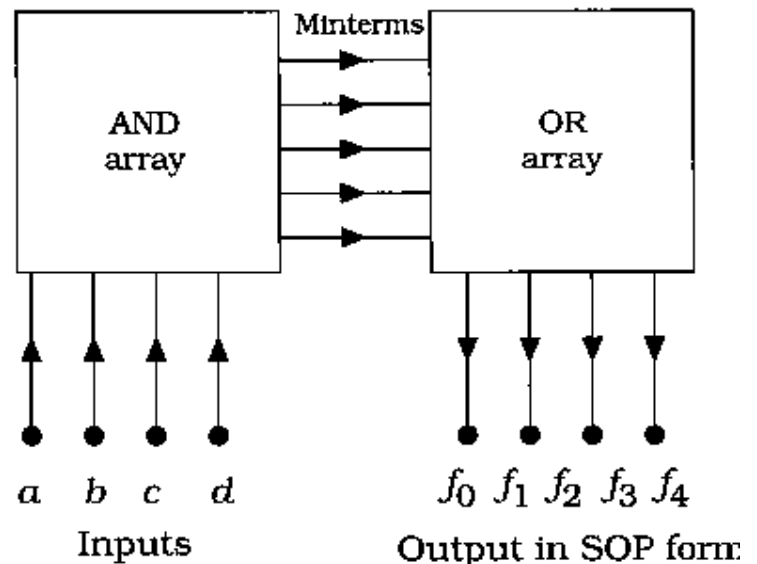 Minterms
AND
array
OR
array
a b c d
f0 f1 f2 f3 f4
Inputs
Output in SOP form